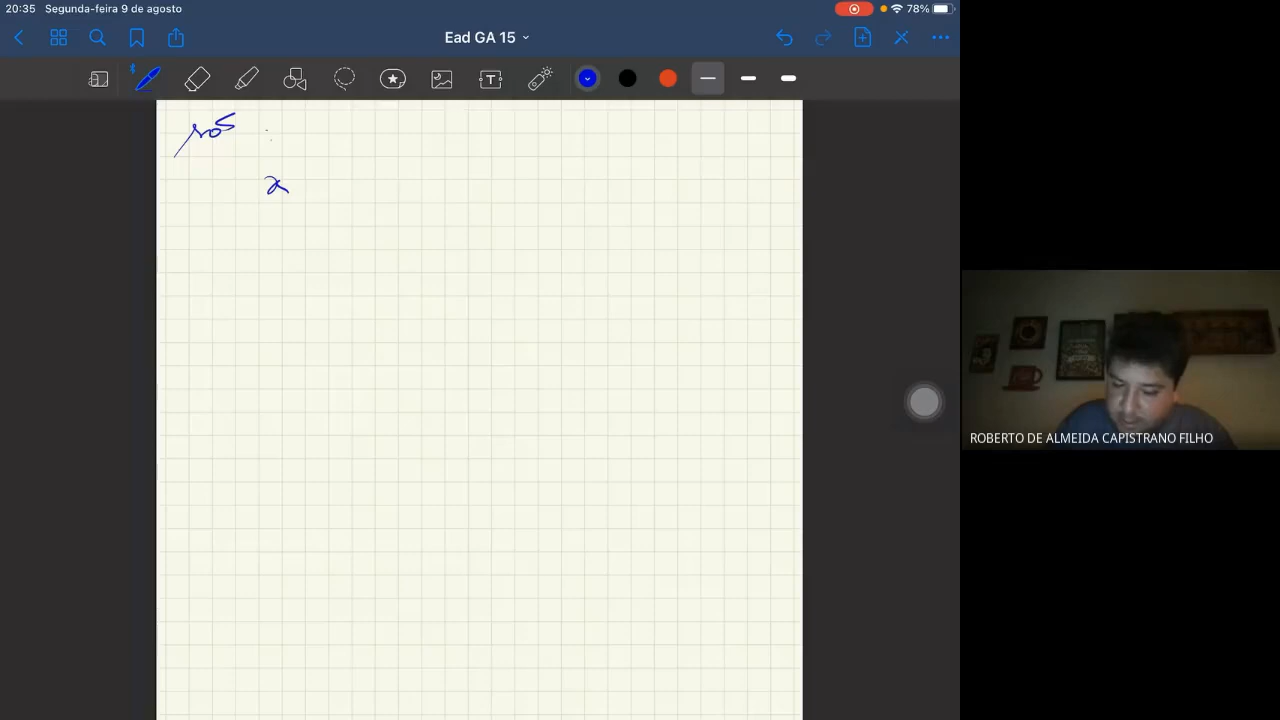 20:35 Segunda-feira 9 de agosto
78%
Ead GA 15
T
x
ROBERTO DE ALMEIDA CAPISTRANO FILHO